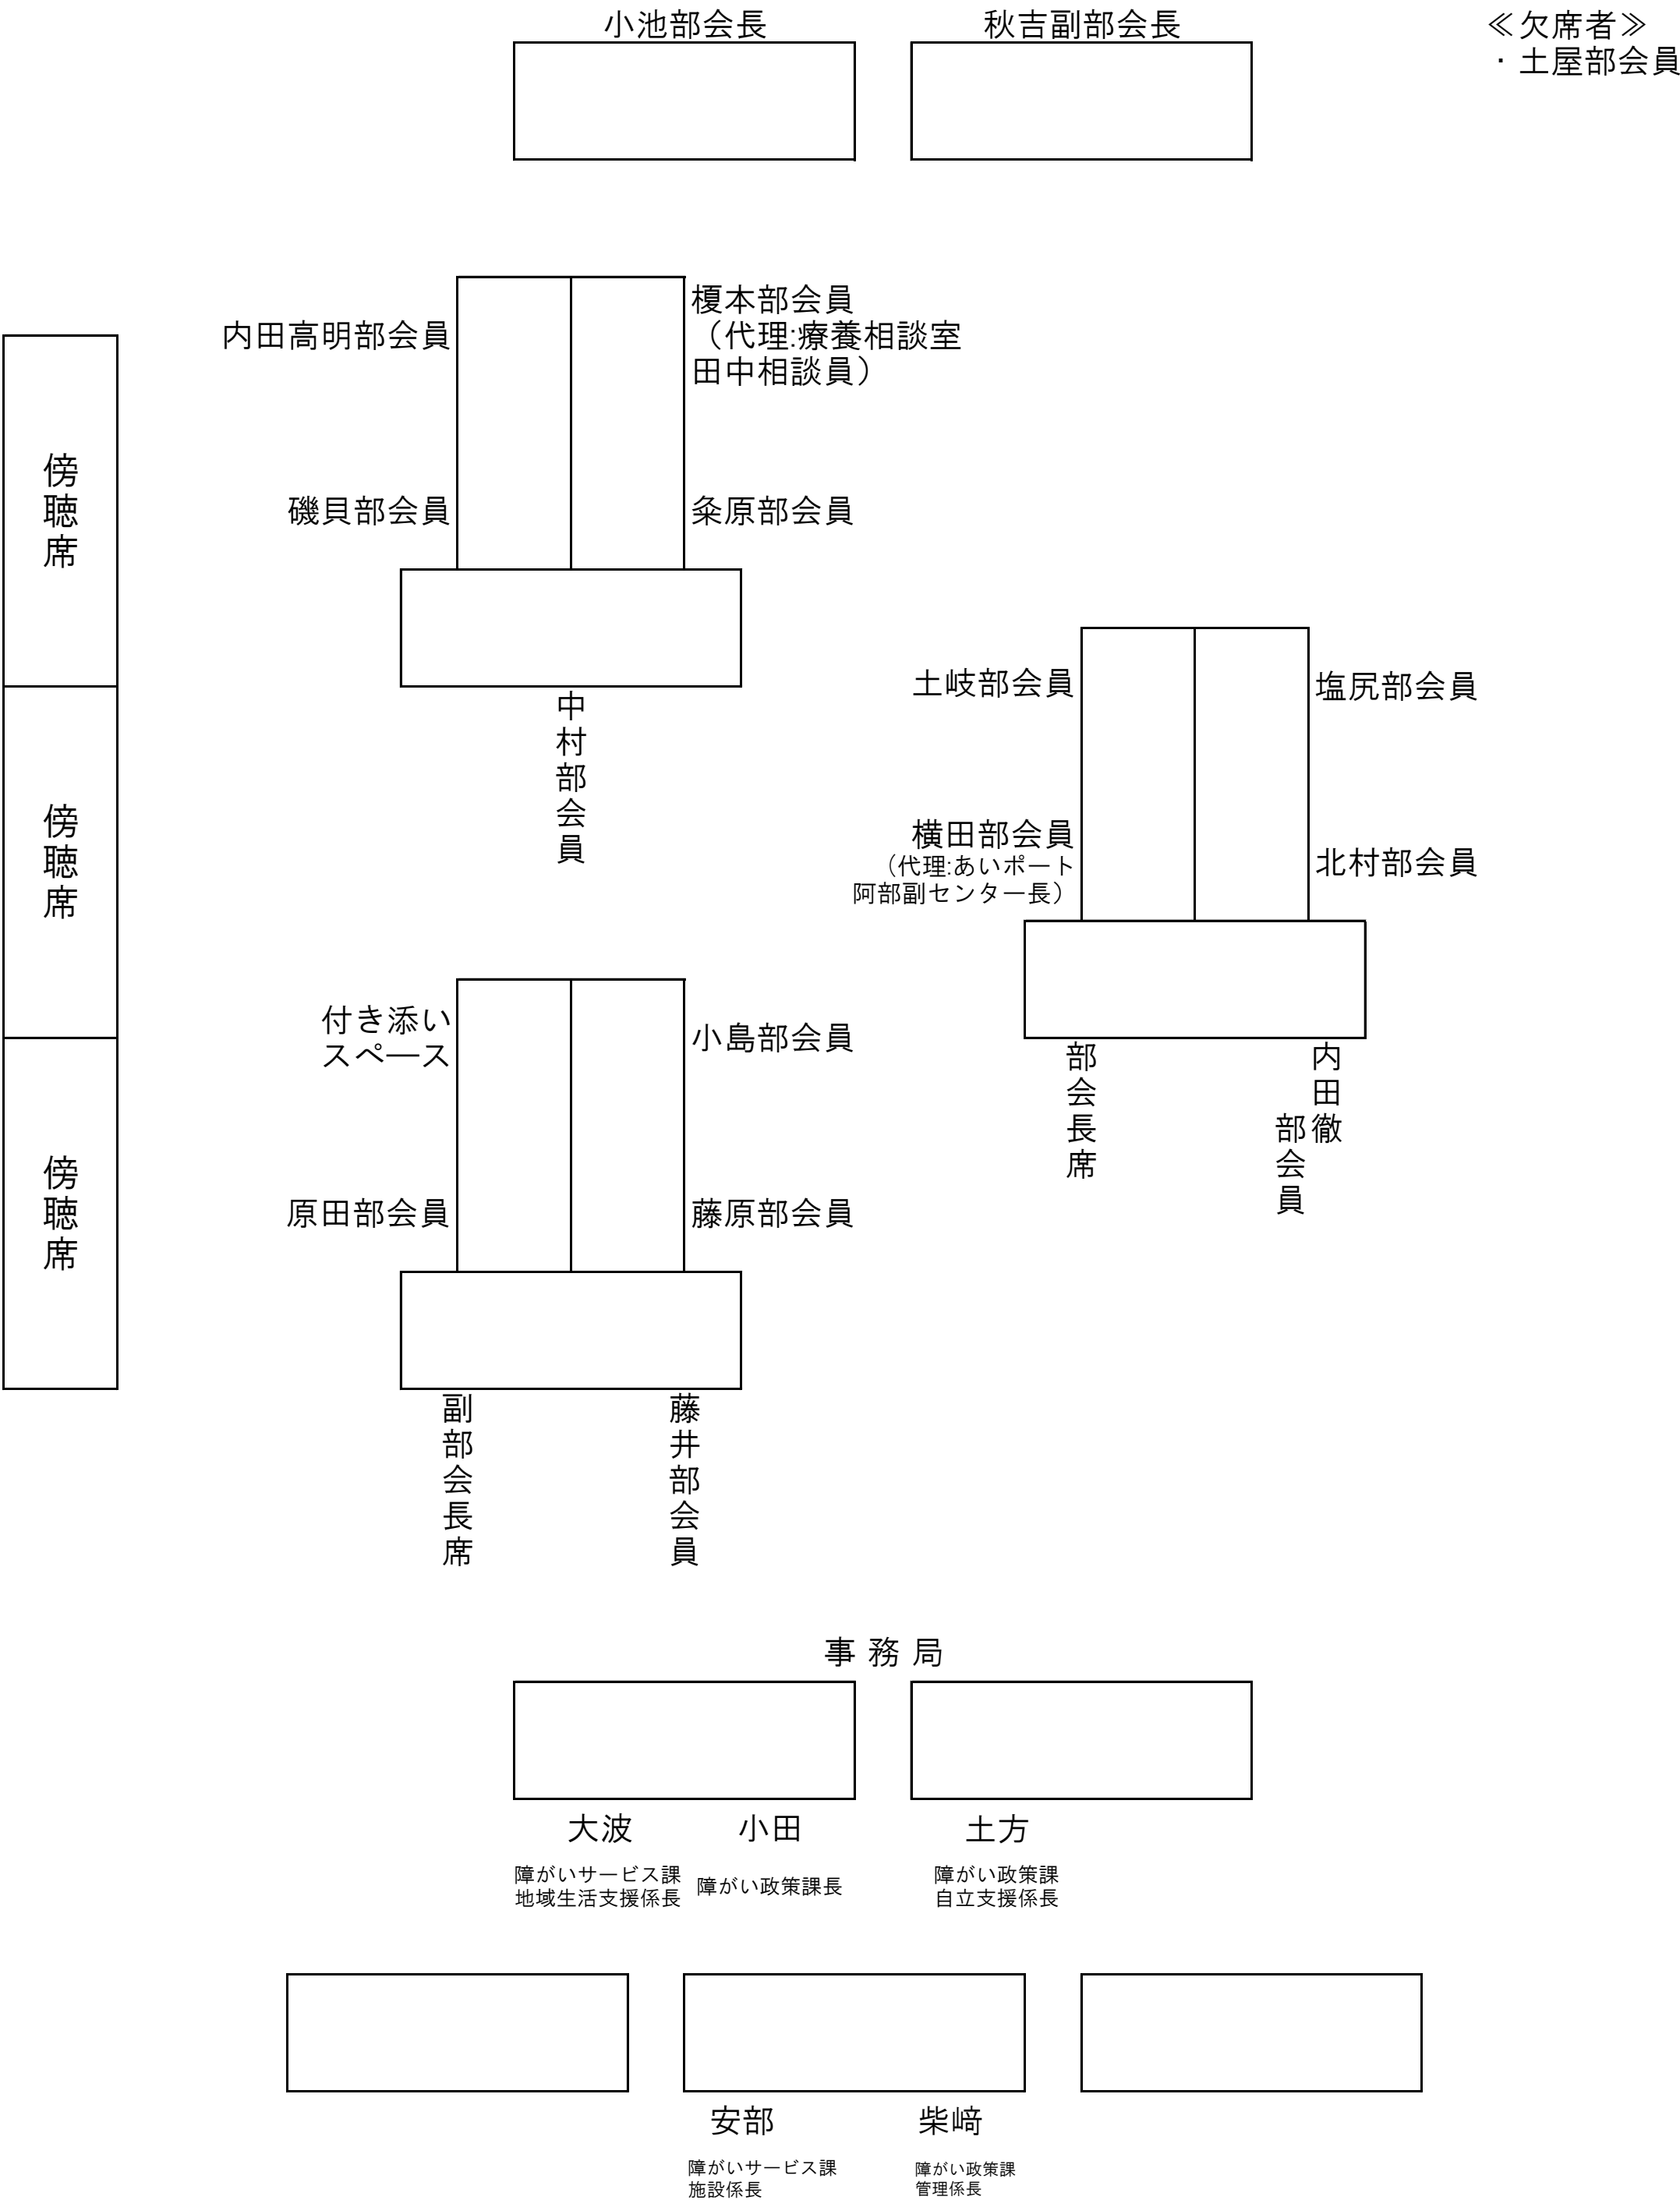 小池部会長
秋吉副部会長
≪欠席者≫
・土屋部会員
内田高明部会員
榎本部会員
（代理:療養相談室
田中相談員）
磯貝部会員
粂原部会員
中村部会員
傍聴席
傍聴席
傍聴席
土岐部会員
塩尻部会員
横田部会員
（代理:あいポート
阿部副センター長）
北村部会員
部会長席
内田徹
部会員
付き添い
スペース
小島部会員
原田部会員
藤原部会員
副部会長席
藤井部会員
事 務 局
大波
障がいサービス課
地域生活支援係長
小田
障がい政策課長
土方
障がい政策課
自立支援係長
安部
障がいサービス課
施設係長
柴﨑
障がい政策課
管理係長